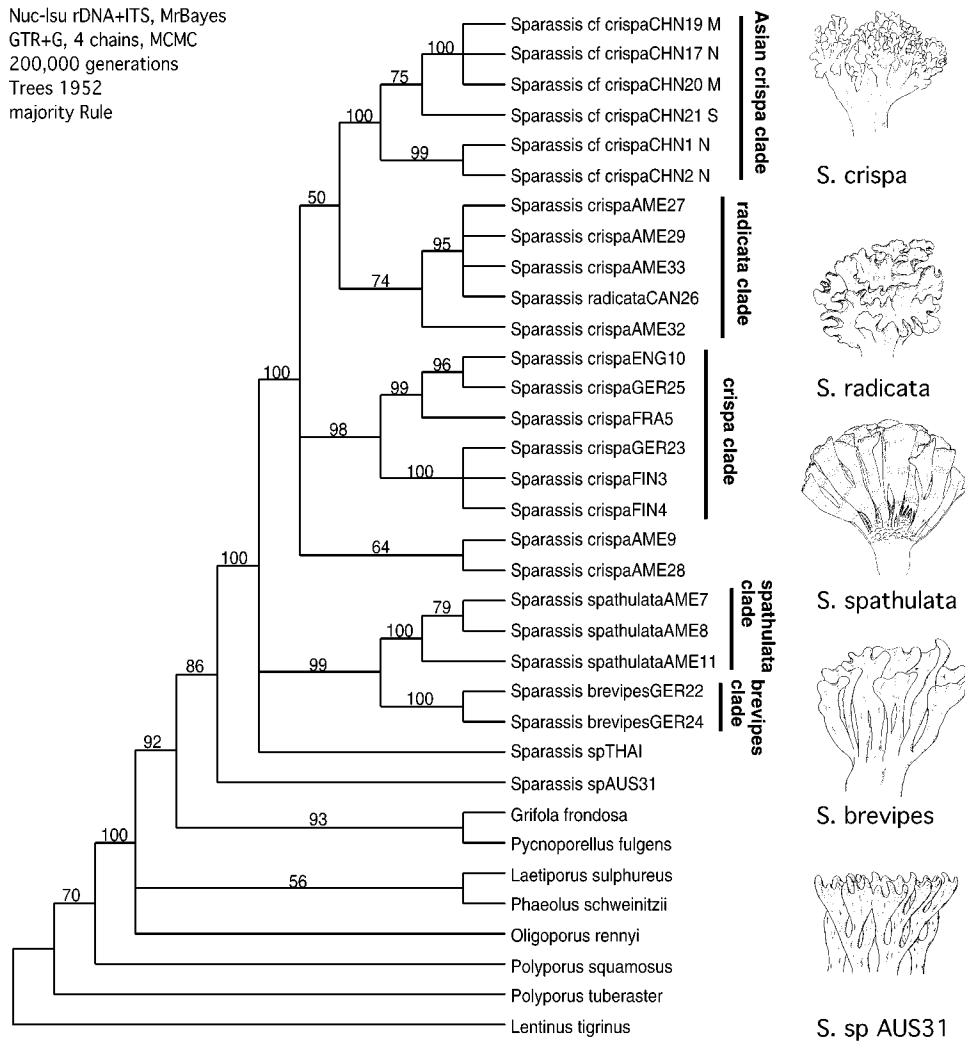 Nuc-lsu rDNA+ITS, MrBayes
GTR+G, 4 chains, MCMC
200,000 generations
Trees 1952
majority Rule
Sparassis cf crispaCHN19 M
Sparassis cf crispaCHN17 N
100
Sparassis cf crispaCHN20 M
75
Sparassis cf crispaCHN21 S
100
Sparassis cf crispaCHN1 N
99
Sparassis cf crispaCHN2 N
Asian crispa clade
S. crispa
50
Sparassis crispaAME27
Sparassis crispaAME29
95
Sparassis crispaAME33
74
Sparassis radicataCAN26
Sparassis crispaAME32
radicata clade
S. radicata
100
Sparassis crispaENG10
96
Sparassis crispaGER25
99
Sparassis crispaFRA5
98
Sparassis crispaGER23
100
Sparassis crispaFIN3
Sparassis crispaFIN4
crispa clade
Sparassis crispaAME9
64
Sparassis crispaAME28
100
S. spathulata
Sparassis spathulataAME7
79
Sparassis spathulataAME8
100
Sparassis spathulataAME11
spathulata
clade
99
Sparassis brevipesGER22
100
Sparassis brevipesGER24
brevipes
clade
86
Sparassis spTHAI
92
Sparassis spAUS31
S. brevipes
Grifola frondosa
93
Pycnoporellus fulgens
100
Laetiporus sulphureus
56
Phaeolus schweinitzii
70
Oligoporus rennyi
Polyporus squamosus
Polyporus tuberaster
Lentinus tigrinus
S. sp AUS31